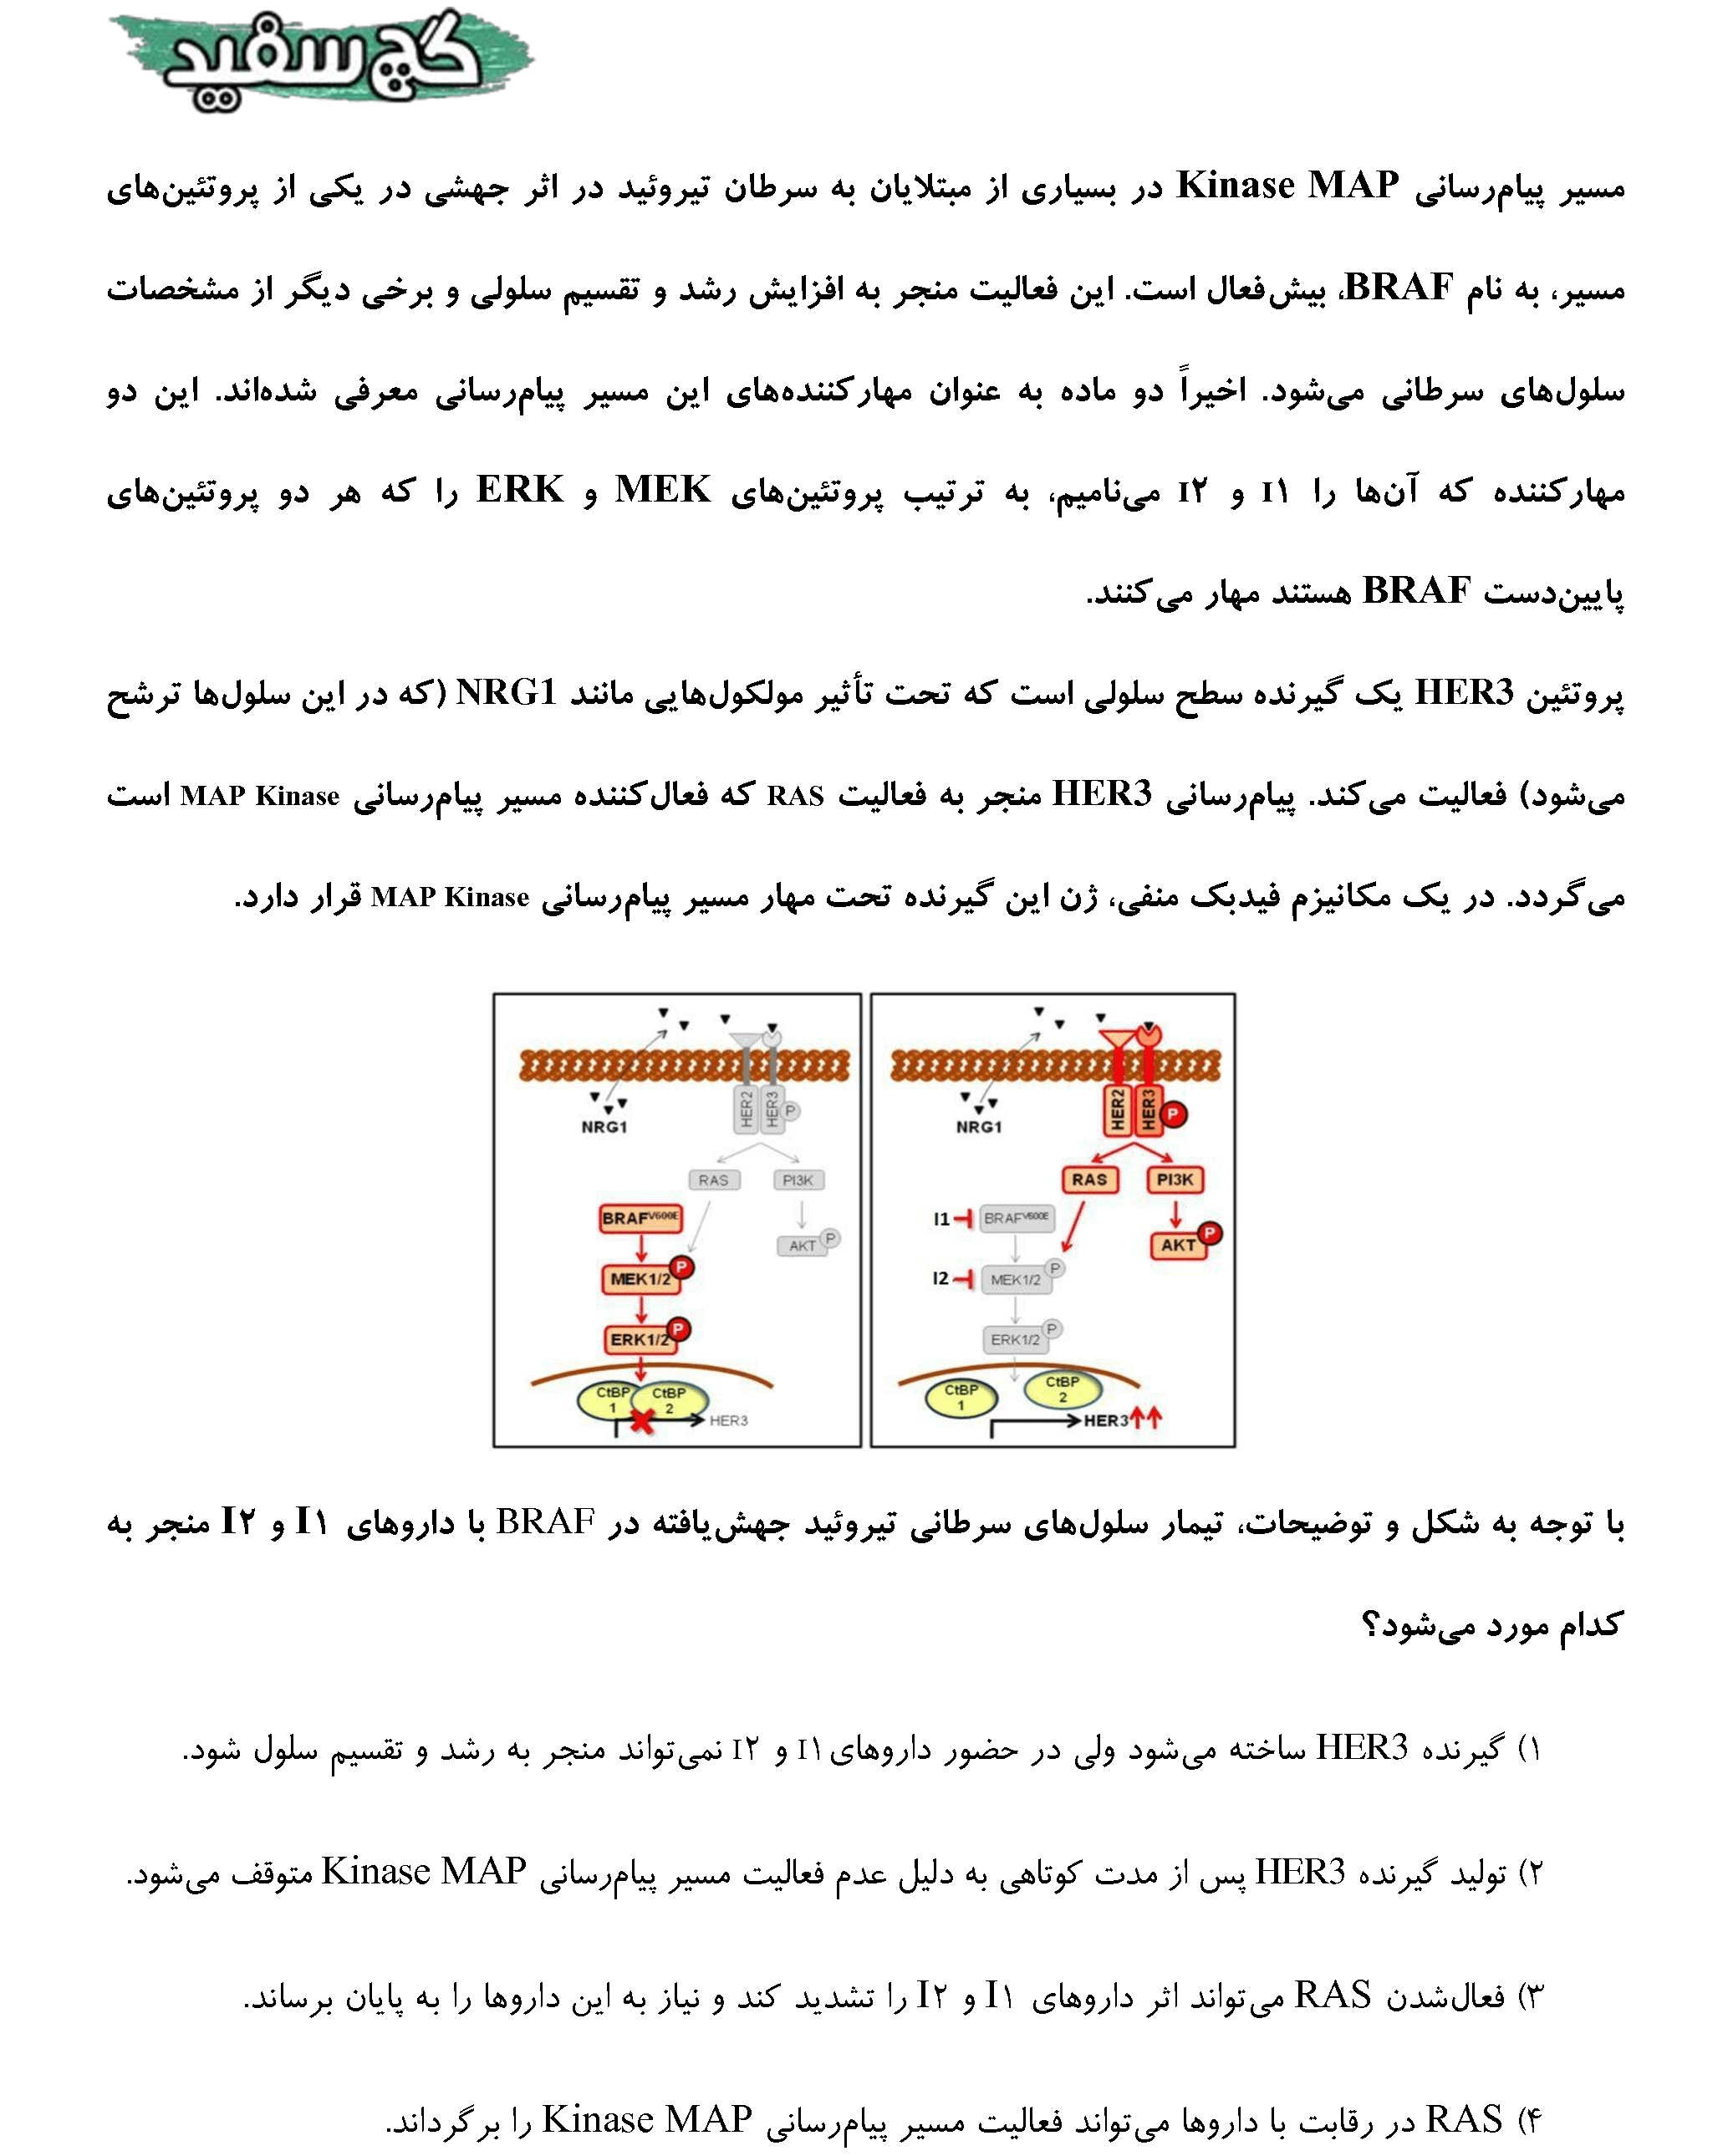 گچ سفید
مسیر پیام‌رسانی Kinase MAP در بسیاری از مبتلایان به سرطان تیروئید در اثر جهشی در یکی از پروتئین‌های
مسیر، به نام BRAF، بیش‌فعال است. این فعالیت منجر به افزایش رشد و تقسیم سلولی و برخی دیگر از مشخصات
سلول‌های سرطانی می‌شود. اخیراً دو ماده به عنوان مهارکننده‌های این مسیر پیام‌رسانی معرفی شده‌اند. این دو
مهارکننده که آن‌ها را I۱ و I۲ می‌نامیم، به ترتیب پروتئین‌های MEK و ERK را که هر دو پروتئین‌های
پایین‌دست BRAF هستند مهار می‌کنند.
پروتئین HER3 یک گیرنده سطح سلولی است که تحت تأثیر مولکول‌هایی مانند NRG1 (که در این سلول‌ها ترشح
می‌شود) فعالیت می‌کند. پیام‌رسانی HER3 منجر به فعالیت RAS که فعال‌کننده مسیر پیام‌رسانی MAP Kinase است
می‌گردد. در یک مکانیزم فیدبک منفی، ژن این گیرنده تحت مهار مسیر پیام‌رسانی MAP Kinase قرار دارد.
NRG1
HER2
HER3
P
RAS
PI3K
BRAFV600E
AKT
P
MEK1/2
P
ERK1/2
P
CtBP
1
CtBP
2
HER3
NRG1
HER2
HER3
P
RAS
PI3K
I1
BRAFV600E
AKT
P
I2
MEK1/2
P
ERK1/2
P
CtBP
1
CtBP
2
HER3
با توجه به شکل و توضیحات، تیمار سلول‌های سرطانی تیروئید جهش‌یافته در BRAF با داروهای I۱ و I۲ منجر به
کدام مورد می‌شود؟
۱) گیرنده HER3 ساخته می‌شود ولی در حضور داروهای I۱ و I۲ نمی‌تواند منجر به رشد و تقسیم سلول شود.
۲) تولید گیرنده HER3 پس از مدت کوتاهی به دلیل عدم فعالیت مسیر پیام‌رسانی Kinase MAP متوقف می‌شود.
۳) فعال‌شدن RAS می‌تواند اثر داروهای I۱ و I۲ را تشدید کند و نیاز به این داروها را به پایان برساند.
۴) RAS در رقابت با داروها می‌تواند فعالیت مسیر پیام‌رسانی Kinase MAP را برگرداند.